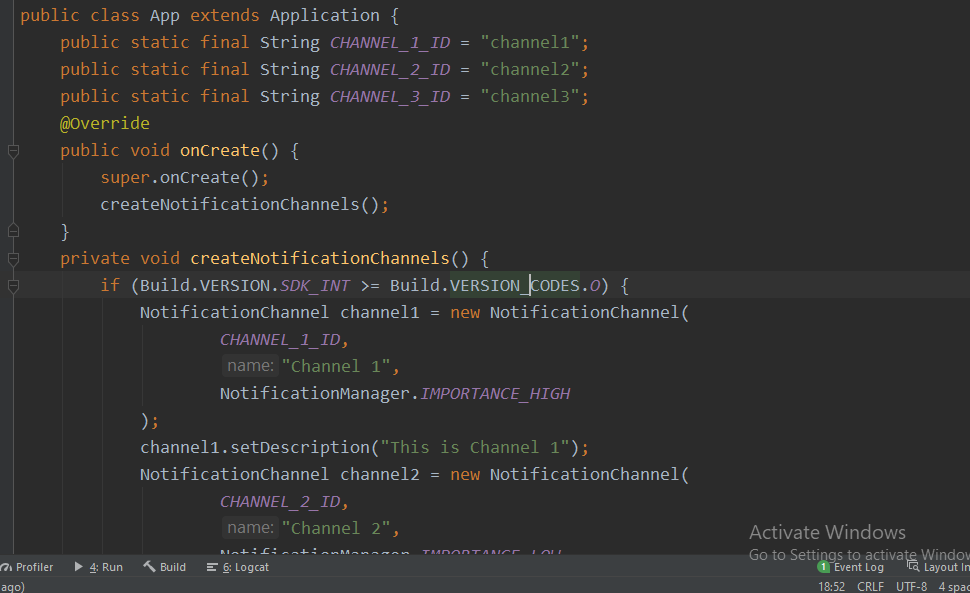 public class App extends Application {
public static final String CHANNEL_1_ID = "channel1";
public static final String CHANNEL_2_ID = "channel2";
public static final String CHANNEL_3_ID = "channel3";
@Override
public void onCreate() {
super.onCreate();
createNotificationChannels();
}
private void createNotificationChannels() {
if (Build.VERSION.SDK_INT >= Build.VERSION_CODES.O) {
NotificationChannel channel1 = new NotificationChannel(
CHANNEL_1_ID,
name: "Channel 1",
NotificationManager.IMPORTANCE_HIGH
);
channel1.setDescription("This is Channel 1");
NotificationChannel channel2 = new NotificationChannel(
CHANNEL_2_ID,
name: "Channel 2",
NotificationManager.IMPORTANCE_LOW
Activate Windows
Go to Settings to activate Window
Profiler 4: Run Build 6: Logcat 1 Event Log Layout In
ago) 18:52 CRLF UTF-8 4 spac